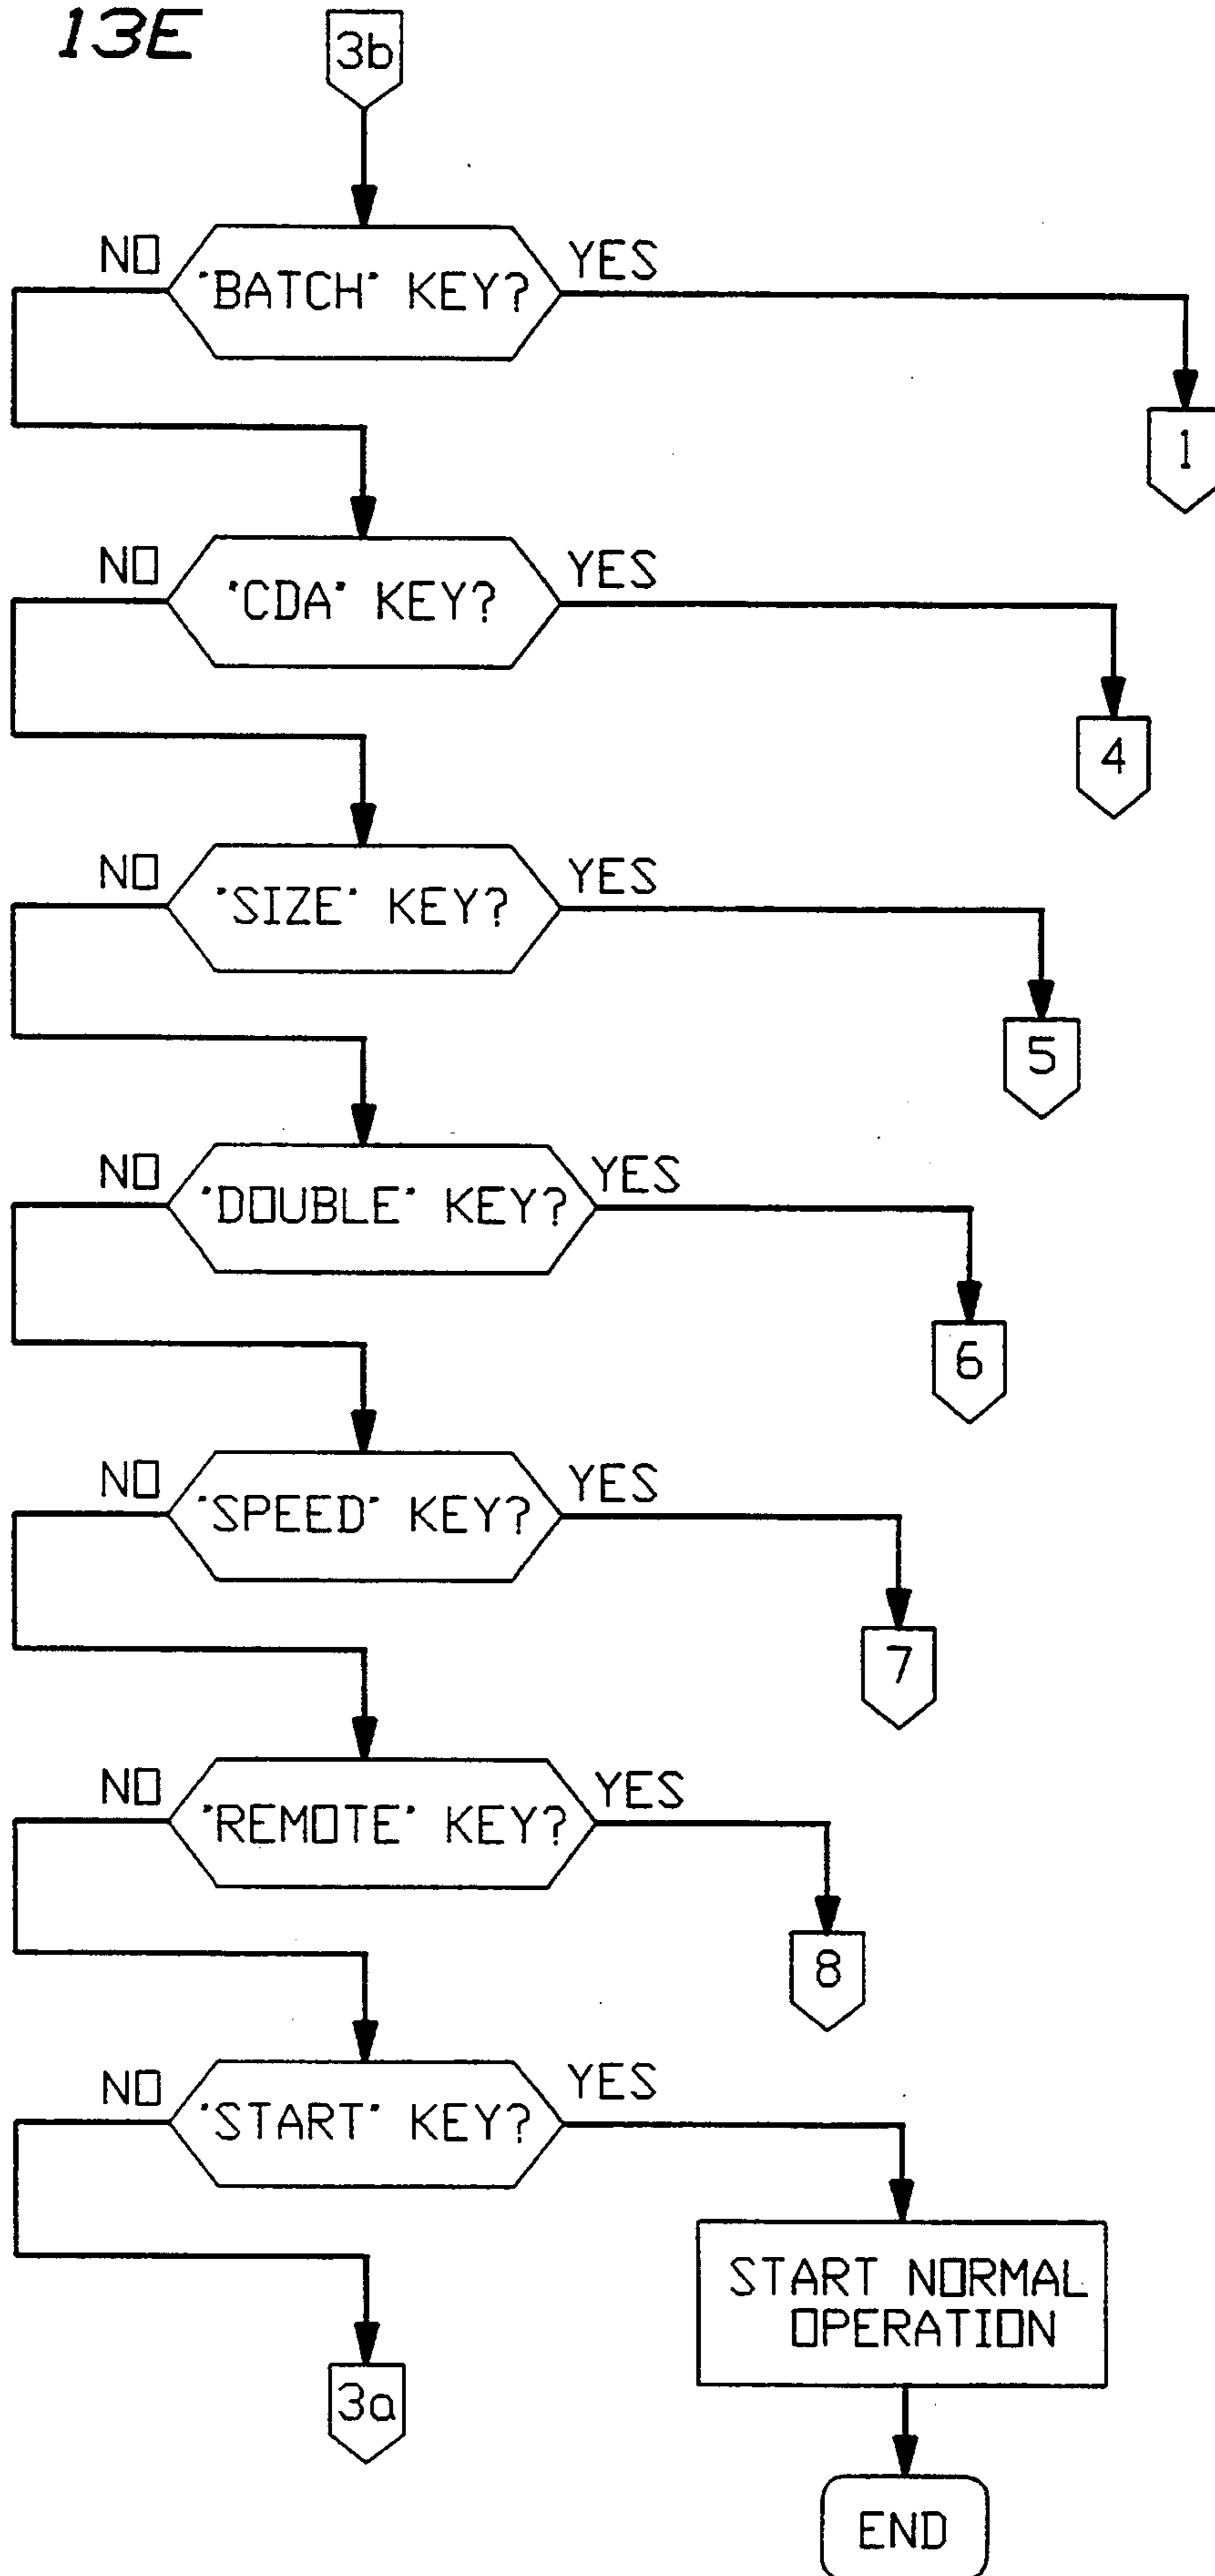 13E
3b
NO
"BATCH" KEY?
YES
1
NO
"CDA" KEY?
YES
4
NO
"SIZE" KEY?
YES
5
NO
"DOUBLE" KEY?
YES
6
NO
"SPEED" KEY?
YES
7
NO
"REMOTE" KEY?
YES
8
NO
"START" KEY?
YES
START NORMAL
OPERATION
3a
END